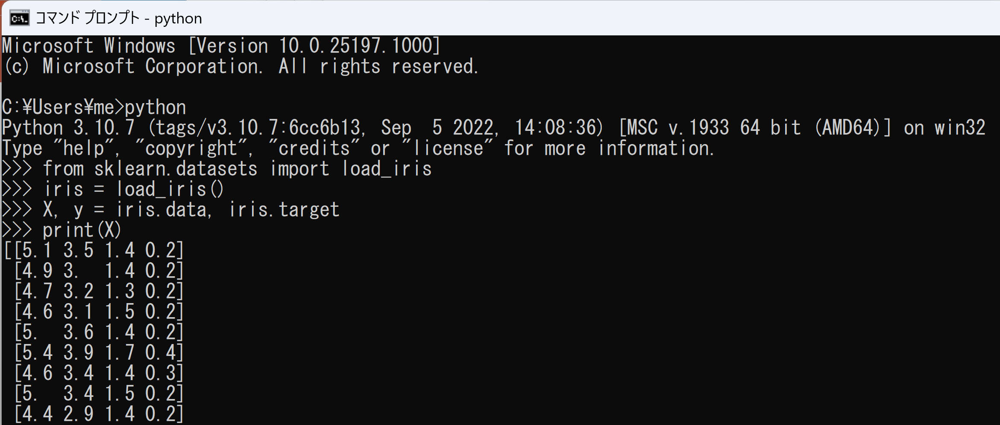 コマンド プロンプト - python
Microsoft Windows [Version 10.0.25197.1000]
(c) Microsoft Corporation. All rights reserved.
C:¥Users¥me>python
Python 3.10.7 (tags/v3.10.7:6cc6b13, Sep  5 2022, 14:08:36) [MSC v.1933 64 bit (AMD64)] on win32
Type "help", "copyright", "credits" or "license" for more information.
>>> from sklearn.datasets import load_iris
>>> iris = load_iris()
>>> X, y = iris.data, iris.target
>>> print(X)
[[5.1 3.5 1.4 0.2]
 [4.9 3.  1.4 0.2]
 [4.7 3.2 1.3 0.2]
 [4.6 3.1 1.5 0.2]
 [5.  3.6 1.4 0.2]
 [5.4 3.9 1.7 0.4]
 [4.6 3.4 1.4 0.3]
 [5.  3.4 1.5 0.2]
 [4.4 2.9 1.4 0.2]